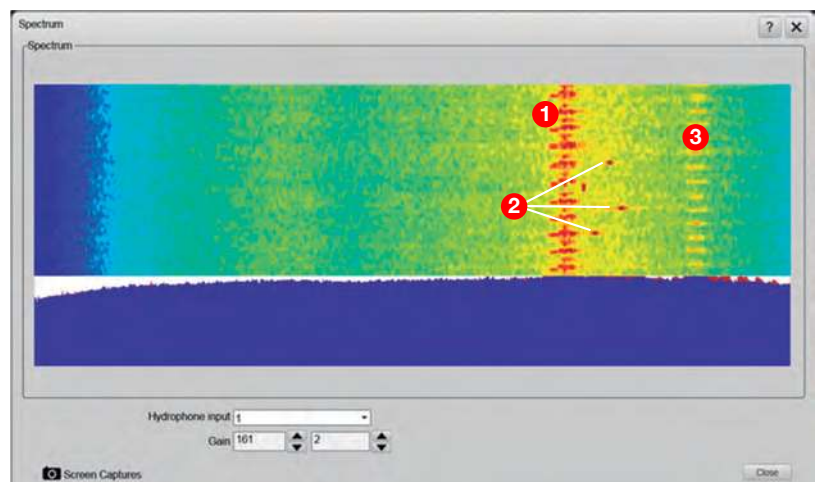 Spectrum
? X
Spectrum
1
3
2
Hydrophone input 1
Gain 161 2
Screen Captures
Close